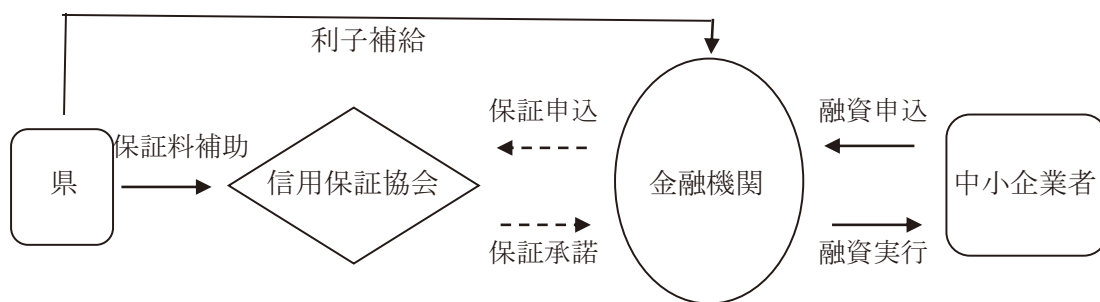 利子補給
保証申込
融資申込
保証料補助
県
信用保証協会
金融機関
中小企業者
保証承諾
融資実行